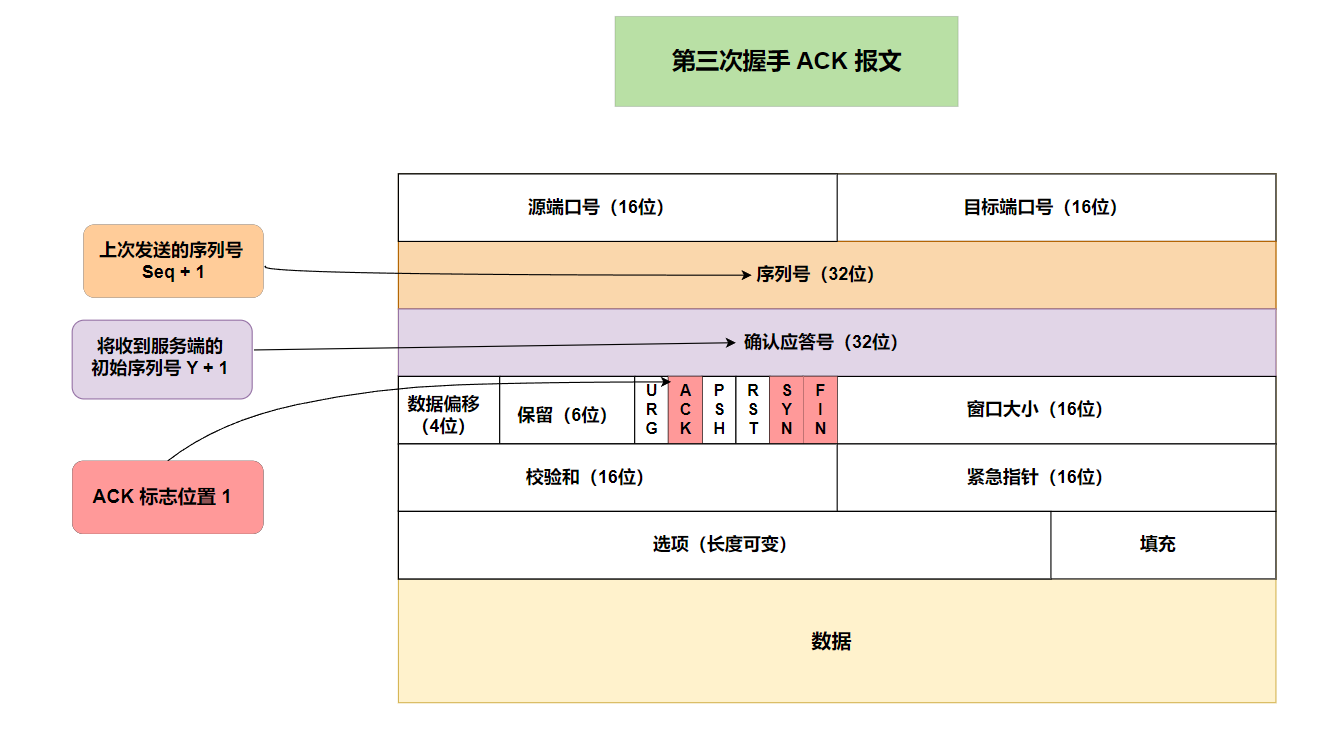 第三次握手 ACK 报文
源端口号（16位）
目标端口号（16位）
上次发送的序列号
Seq + 1
序列号（32位）
将收到服务端的
初始序列号 Y + 1
确认应答号（32位）
数据偏移
（4位）
保留（6位）
URG
ACK
PSH
RST
SYN
FIN
窗口大小（16位）
ACK 标志位置 1
校验和（16位）
紧急指针（16位）
选项（长度可变）
填充
数据